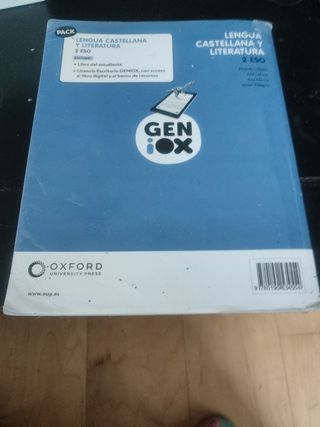 PACK
LENGUA CASTELLANA
Y LITERATURA
2 ESO
Incluye:
• Libro del estudiante
• Licencia Escritorio GENIOX, con acceso
al libro digital y al banco de recursos
LENGUA
CASTELLANA Y
LITERATURA
2 ESO
GEN
iOX
OXFORD
UNIVERSITY PRESS
www.oup.es